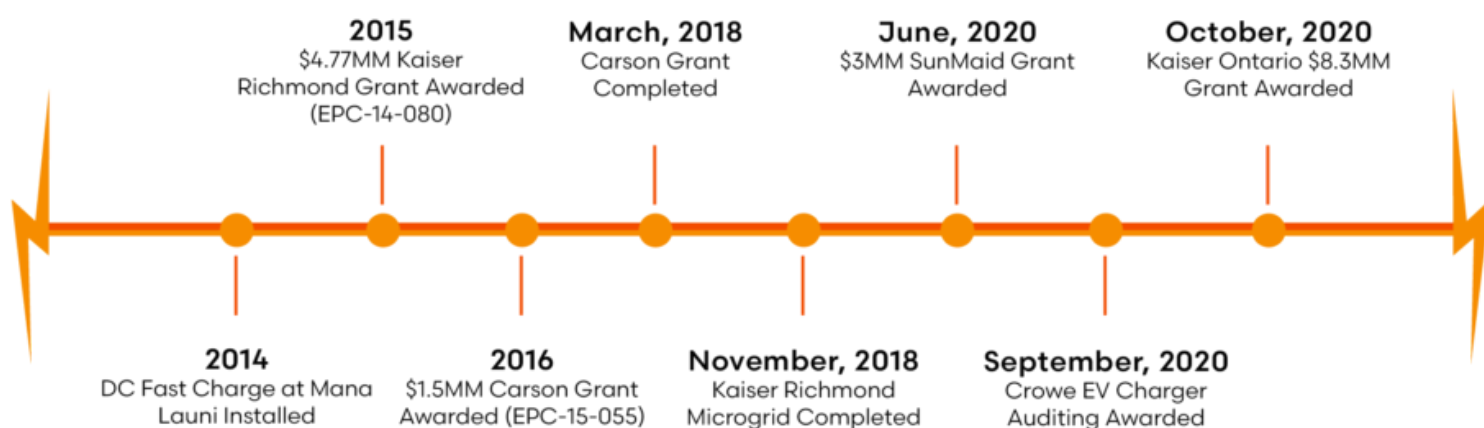 2015
$4.77MM Kaiser
Richmond Grant Awarded
(EPC-14-080)
March, 2018
Carson Grant
Completed
June, 2020
$3MM SunMaid Grant
Awarded
October, 2020
Kaiser Ontario $8.3MM
Grant Awarded
2014
DC Fast Charge at Mana
Launi Installed
2016
$1.5MM Carson Grant
Awarded (EPC-15-055)
November, 2018
Kaiser Richmond
Microgrid Completed
September, 2020
Crowe EV Charger
Auditing Awarded